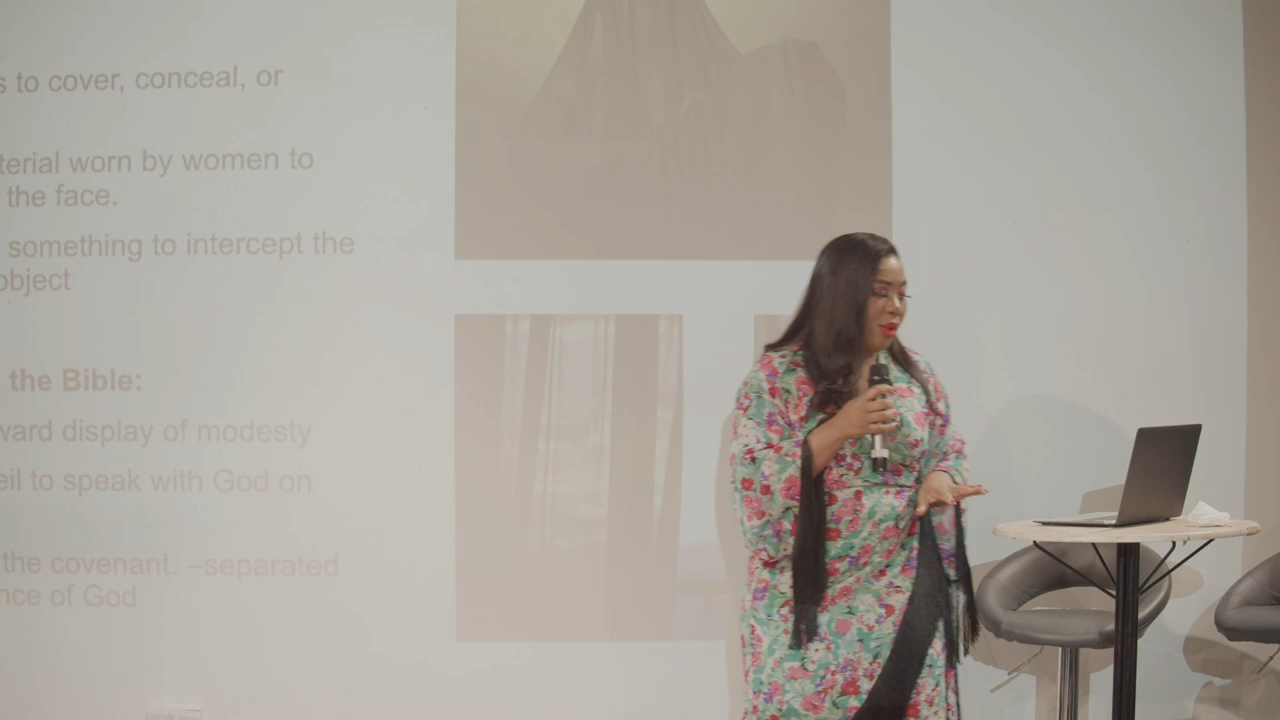 s to cover, conceal, or
terial worn by women to
the face.
something to intercept the
object
the Bible:
ward display of modesty
eil to speak with God on
the covenant. –separated
nce of God